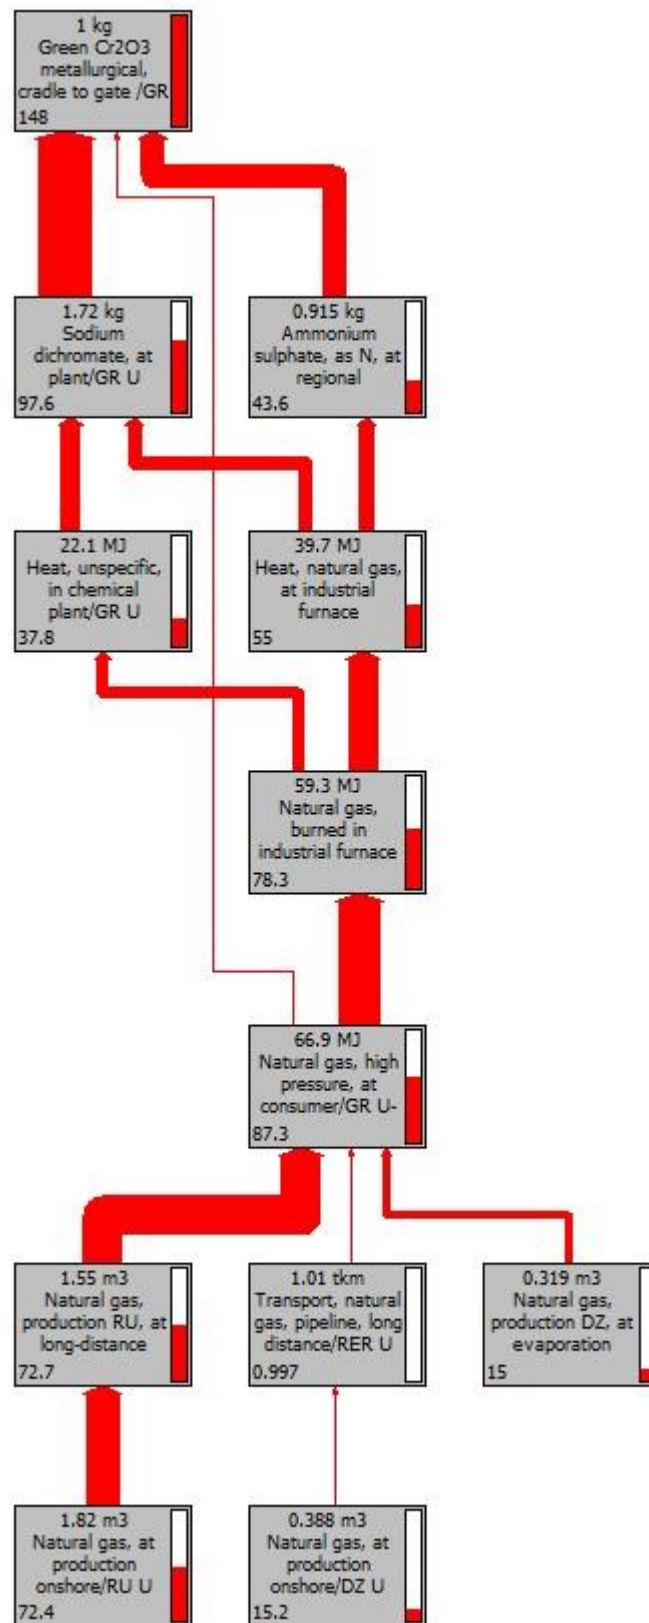 1 kg
Green Cr2O3
metallurgical,
cradle to gate /GR
148
1.72 kg
Sodium
dichromate, at
plant/GR U
97.6
0.915 kg
Ammonium
sulphate, as N, at
regional
43.6
22.1 MJ
Heat, unspecific,
in chemical
plant/GR U
37.8
39.7 MJ
Heat, natural gas,
at industrial
furnace
55
59.3 MJ
Natural gas,
burned in
industrial furnace
78.3
66.9 MJ
Natural gas, high
pressure, at
consumer/GR U-
87.3
1.55 m3
Natural gas,
production RU, at
long-distance
72.7
1.01 tkm
Transport, natural
gas, pipeline, long
distance/RER U
0.997
0.319 m3
Natural gas,
production DZ, at
evaporation
15
1.82 m3
Natural gas, at
production
onshore/RU U
72.4
0.388 m3
Natural gas, at
production
onshore/DZ U
15.2